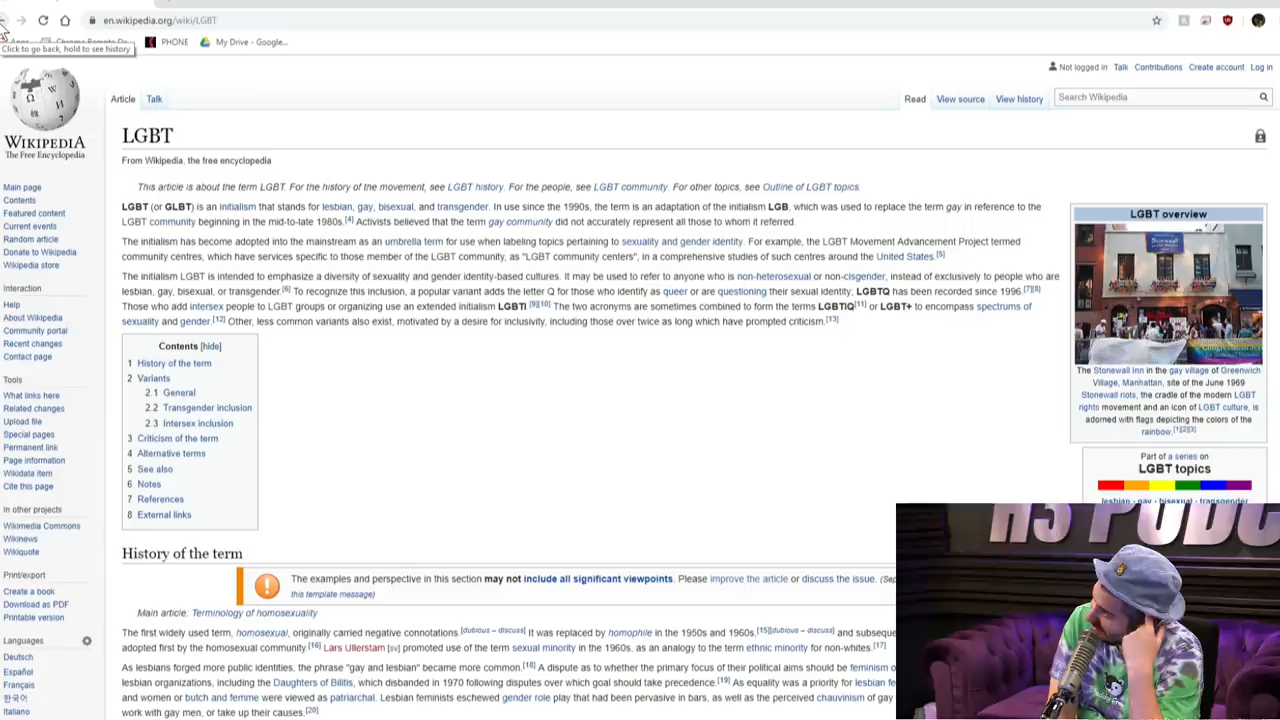 en.wikipedia.org/wiki/LGBT
Click to go back, hold to see history
PHONE
My Drive - Google...
Not logged in Talk Contributions Create account Log in
Article Talk
Read View source View history Search Wikipedia
WIKIPEDIA
The Free Encyclopedia
LGBT
From Wikipedia, the free encyclopedia
This article is about the term LGBT. For the history of the movement, see LGBT history. For the people, see LGBT community. For other topics, see Outline of LGBT topics.
LGBT (or GLBT) is an initialism that stands for lesbian, gay, bisexual, and transgender. In use since the 1990s, the term is an adaptation of the initialism LGB, which was used to replace the term gay in reference to the
LGBT community beginning in the mid-to-late 1980s.[4] Activists believed that the term gay community did not accurately represent all those to whom it referred.
The initialism has become adopted into the mainstream as an umbrella term for use when labeling topics pertaining to sexuality and gender identity. For example, the LGBT Movement Advancement Project termed
community centres, which have services specific to those member of the LGBT community, as "LGBT community centers", in a comprehensive studies of such centres around the United States.[5]
The initialism LGBT is intended to emphasize a diversity of sexuality and gender identity-based cultures. It may be used to refer to anyone who is non-heterosexual or non-cisgender, instead of exclusively to people who are
lesbian, gay, bisexual, or transgender.[6] To recognize this inclusion, a popular variant adds the letter Q for those who identify as queer or are questioning their sexual identity; LGBTQ has been recorded since 1996.[7][8]
Those who add intersex people to LGBT groups or organizing use an extended initialism LGBTI.[9][10] The two acronyms are sometimes combined to form the terms LGBTIQ[11] or LGBT+ to encompass spectrums of
sexuality and gender.[12] Other, less common variants also exist, motivated by a desire for inclusivity, including those over twice as long which have prompted criticism.[13]
Main page
Contents
Featured content
Current events
Random article
Donate to Wikipedia
Wikipedia store
Interaction
Help
About Wikipedia
Community portal
Recent changes
Contact page
Tools
What links here
Related changes
Upload file
Special pages
Permanent link
Page information
Wikidata item
Cite this page
In other projects
Wikimedia Commons
Wikinews
Wikiquote
Print/export
Create a book
Download as PDF
Printable version
Languages
Deutsch
Español
Français
한국어
Italiano
Contents [hide]
1 History of the term
2 Variants
2.1 General
2.2 Transgender inclusion
2.3 Intersex inclusion
3 Criticism of the term
4 Alternative terms
5 See also
6 Notes
7 References
8 External links
LGBT overview
Stonewall
The Stonewall Inn in the gay village of Greenwich
Village, Manhattan, site of the June 1969
Stonewall riots, the cradle of the modern LGBT
rights movement and an icon of LGBT culture, is
adorned with flags depicting the colors of the
rainbow.[1][2][3]
Part of a series on
LGBT topics
lesbian · gay · bisexual · transgender
History of the term
The examples and perspective in this section may not include all significant viewpoints. Please improve the article or discuss the issue. (Sep
this template message)
Main article: Terminology of homosexuality
The first widely used term, homosexual, originally carried negative connotations.[dubious – discuss] It was replaced by homophile in the 1950s and 1960s,[15][dubious – discuss] and subseque
adopted first by the homosexual community.[16] Lars Ullerstam [sv] promoted use of the term sexual minority in the 1960s, as an analogy to the term ethnic minority for non-whites.[17]
As lesbians forged more public identities, the phrase "gay and lesbian" became more common.[18] A dispute as to whether the primary focus of their political aims should be feminism o
lesbian organizations, including the Daughters of Bilitis, which disbanded in 1970 following disputes over which goal should take precedence.[19] As equality was a priority for lesbian fe
and women or butch and femme were viewed as patriarchal. Lesbian feminists eschewed gender role play that had been pervasive in bars, as well as the perceived chauvinism of gay
work with gay men, or take up their causes.[20]
H3 PODC